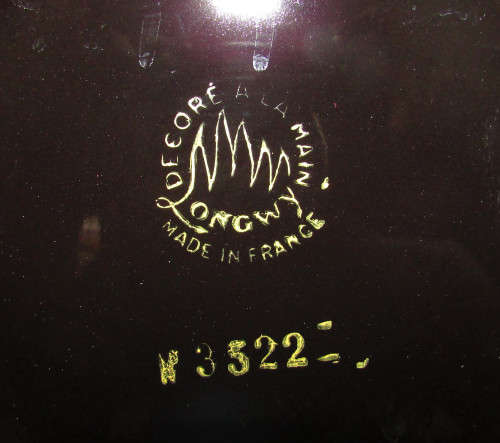 DECORÉ A LA MAIN
LONGWY
MADE IN FRANCE
N 3522